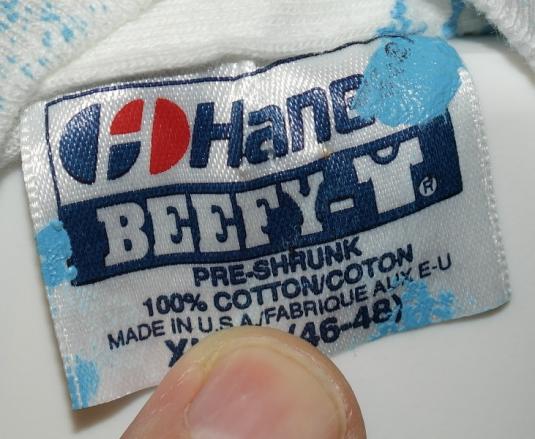 Hane
BEEFY-T®
PRE-SHRUNK
100% COTTON/COTON
MADE IN U.S.A/FABRIQUE AUX E-U
(46-48)